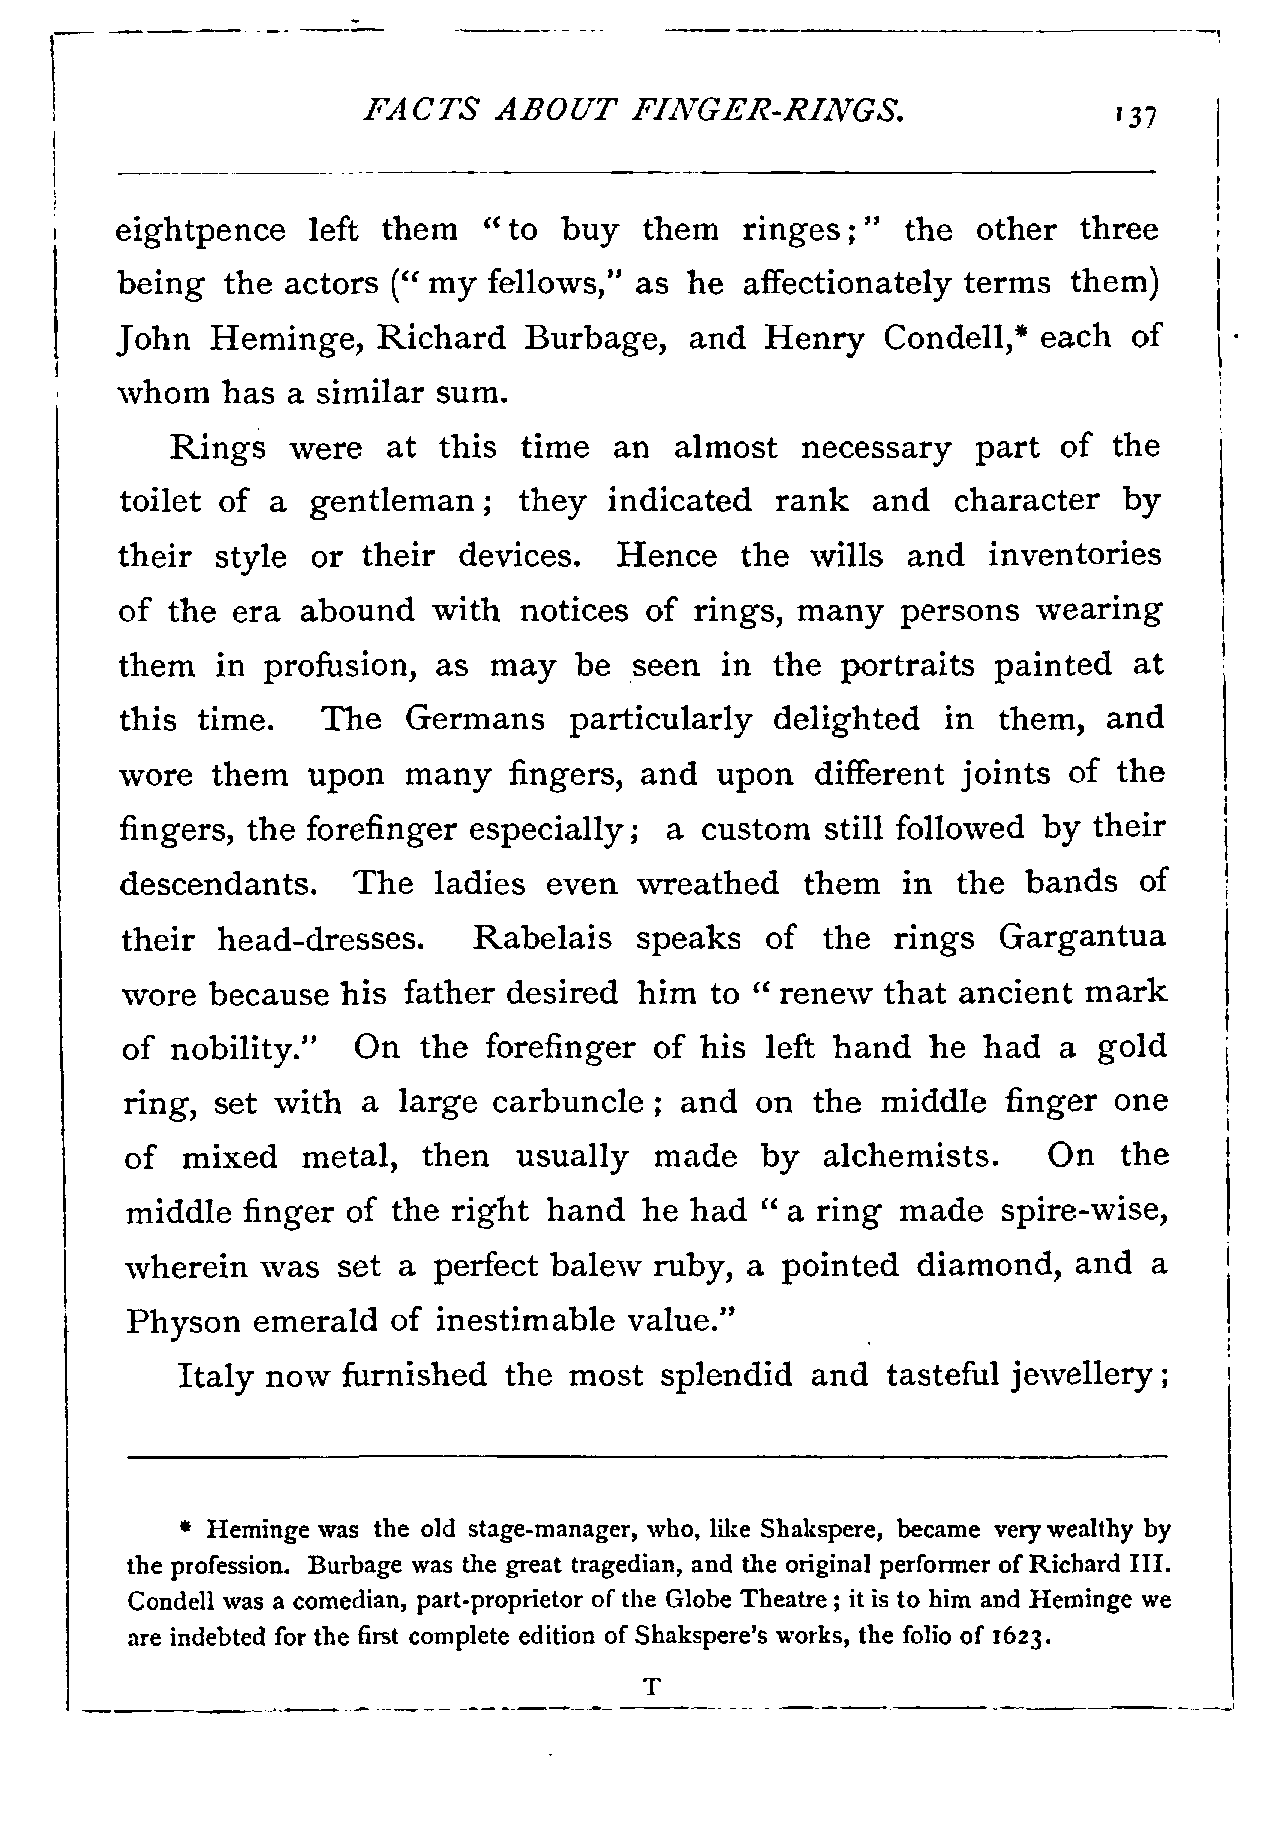 FACTS ABOUT FINGER-RINGS. 137
eightpence left them “to buy them ringes;” the other three
being the actors (“my fellows,” as he affectionately terms them)
John Heminge, Richard Burbage, and Henry Condell,* each of
whom has a similar sum.
Rings were at this time an almost necessary part of the
toilet of a gentleman; they indicated rank and character by
their style or their devices. Hence the wills and inventories
of the era abound with notices of rings, many persons wearing
them in profusion, as may be seen in the portraits painted at
this time. The Germans particularly delighted in them, and
wore them upon many fingers, and upon different joints of the
fingers, the forefinger especially; a custom still followed by their
descendants. The ladies even wreathed them in the bands of
their head-dresses. Rabelais speaks of the rings Gargantua
wore because his father desired him to “renew that ancient mark
of nobility.” On the forefinger of his left hand he had a gold
ring, set with a large carbuncle; and on the middle finger one
of mixed metal, then usually made by alchemists. On the
middle finger of the right hand he had “a ring made spire-wise,
wherein was set a perfect balew ruby, a pointed diamond, and a
Physon emerald of inestimable value.”
Italy now furnished the most splendid and tasteful jewellery;
* Heminge was the old stage-manager, who, like Shakspere, became very wealthy by
the profession. Burbage was the great tragedian, and the original performer of Richard III.
Condell was a comedian, part-proprietor of the Globe Theatre; it is to him and Heminge we
are indebted for the first complete edition of Shakspere's works, the folio of 1623.
T